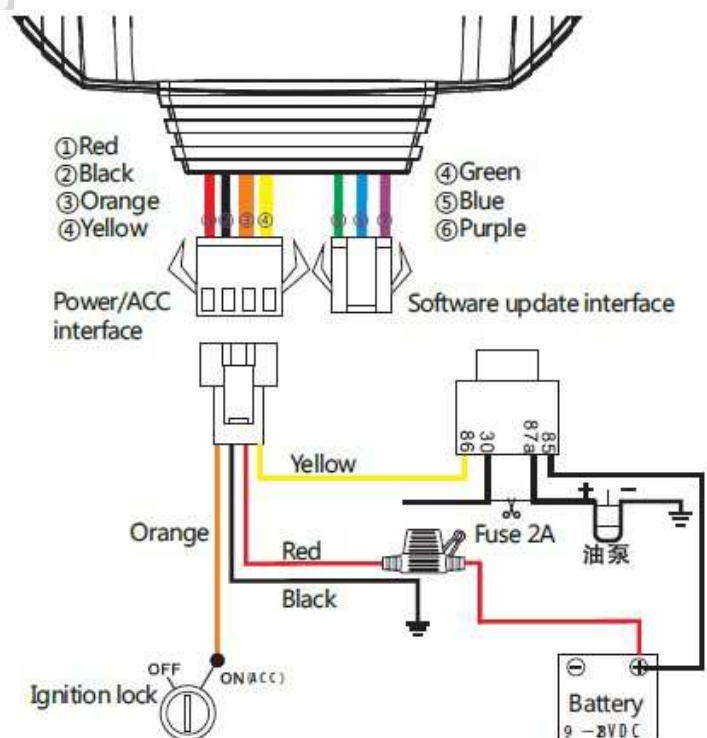 ①Red
②Black
③Orange
④Yellow
④Green
⑤Blue
⑥Purple
Power/ACC
interface
Software update interface
86
30
87a
85
Yellow
+ -
Fuse 2A
油泵
Orange
Red
Black
OFF
ON(ACC)
Ignition lock
Battery